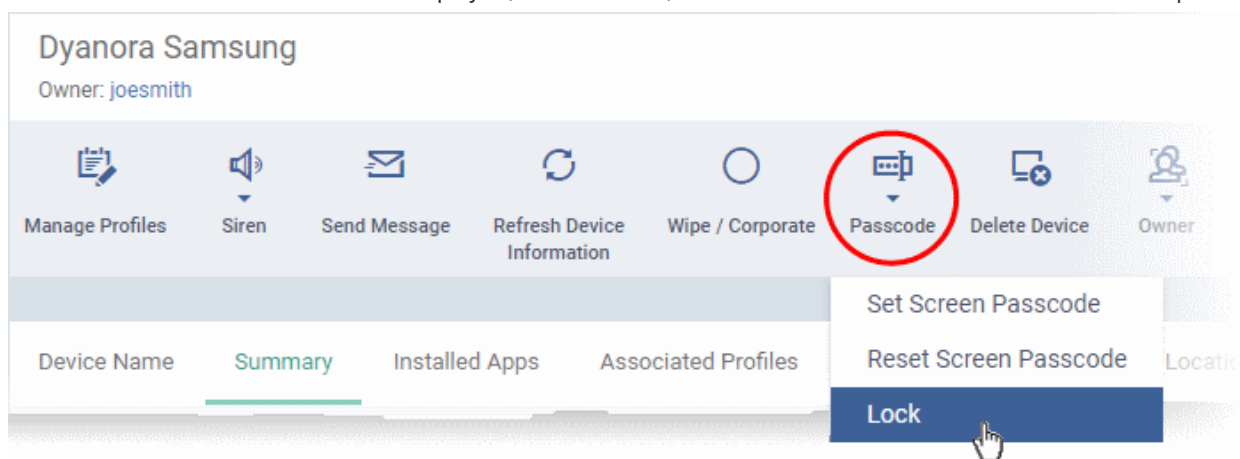 Dyanora Samsung
Owner: joesmith
Manage Profiles
Siren
Send Message
Refresh Device
Information
Wipe / Corporate
Passcode
Delete Device
Owner
Set Screen Passcode
Reset Screen Passcode
Lock
Device Name
Summary
Installed Apps
Associated Profiles